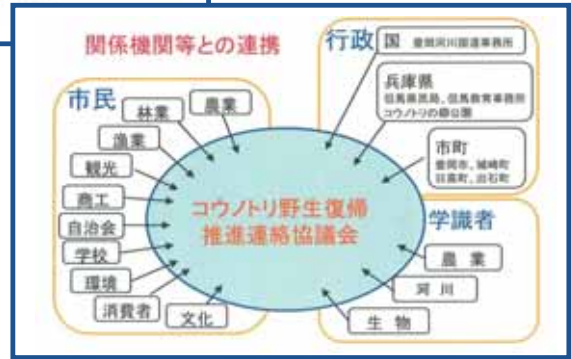 関係機関等との連携
市民
農業
林業
漁業
観光
商工
自治会
学校
環境
消費者
文化
コウノトリ野生復帰
推進連絡協議会
行政
国 豊岡河川国道事務所
兵庫県
但馬県民局、但馬教育事務所
コウノトリの郷公園
市町
豊岡市、城崎町
日高町、出石町
学識者
農業
河川
生物